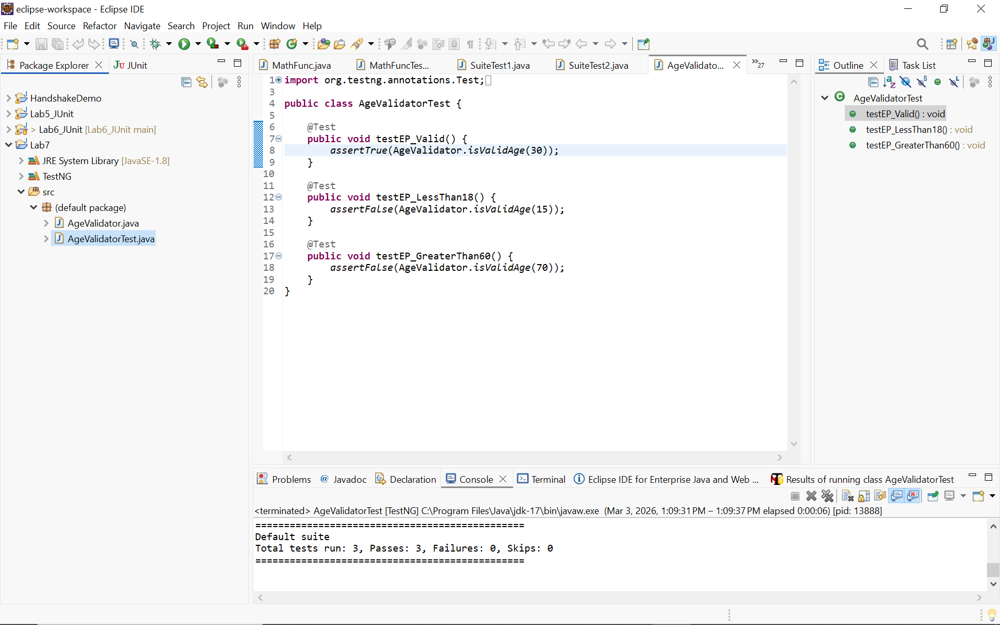 eclipse-workspace - Eclipse IDE
File Edit Source Refactor Navigate Search Project Run Window Help
Package Explorer JUnit
HandshakeDemo
Lab5_JUnit
> Lab6_JUnit [Lab6_JUnit main]
Lab7
JRE System Library [JavaSE-1.8]
TestNG
src
(default package)
AgeValidator.java
AgeValidatorTest.java
MathFunc.java MathFuncTes... SuiteTest1.java SuiteTest2.java AgeValidato... »27
1 import org.testng.annotations.Test;
3
4 public class AgeValidatorTest {
5
6 @Test
7 public void testEP_Valid() {
8 assertTrue(AgeValidator.isValidAge(30));
9 }
10
11 @Test
12 public void testEP_LessThan18() {
13 assertFalse(AgeValidator.isValidAge(15));
14 }
15
16 @Test
17 public void testEP_GreaterThan60() {
18 assertFalse(AgeValidator.isValidAge(70));
19 }
20 }
Outline Task List
AgeValidatorTest
testEP_Valid() : void
testEP_LessThan18() : void
testEP_GreaterThan60() : void
Problems @ Javadoc Declaration Console Terminal Eclipse IDE for Enterprise Java and Web ... Results of running class AgeValidatorTest
<terminated> AgeValidatorTest [TestNG] C:\Program Files\Java\jdk-17\bin\javaw.exe (Mar 3, 2026, 1:09:31 PM – 1:09:37 PM elapsed 0:00:06) [pid: 13888]
===============================================
Default suite
Total tests run: 3, Passes: 3, Failures: 0, Skips: 0
===============================================